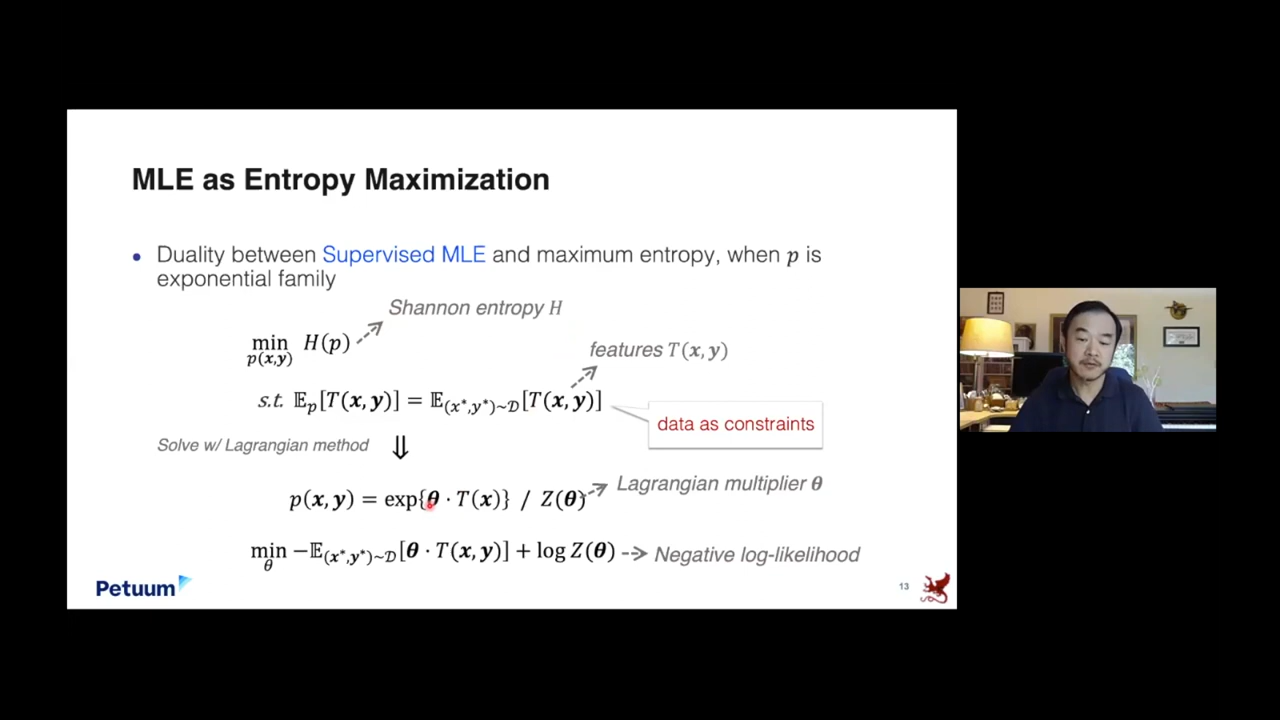 MLE as Entropy Maximization
• Duality between Supervised MLE and maximum entropy, when p is
exponential family
Shannon entropy H
min H(p)
p(x,y)
features T(x, y)
s.t. 𝔼_p[T(x, y)] = 𝔼_(x*,y*)~𝒟[T(x, y)]
data as constraints
Solve w/ Lagrangian method ⇓
Lagrangian multiplier θ
p(x, y) = exp{θ · T(x)} / Z(θ)
min −𝔼_(x*,y*)~𝒟[θ · T(x, y)] + log Z(θ) Negative log-likelihood
θ
Petuum
13